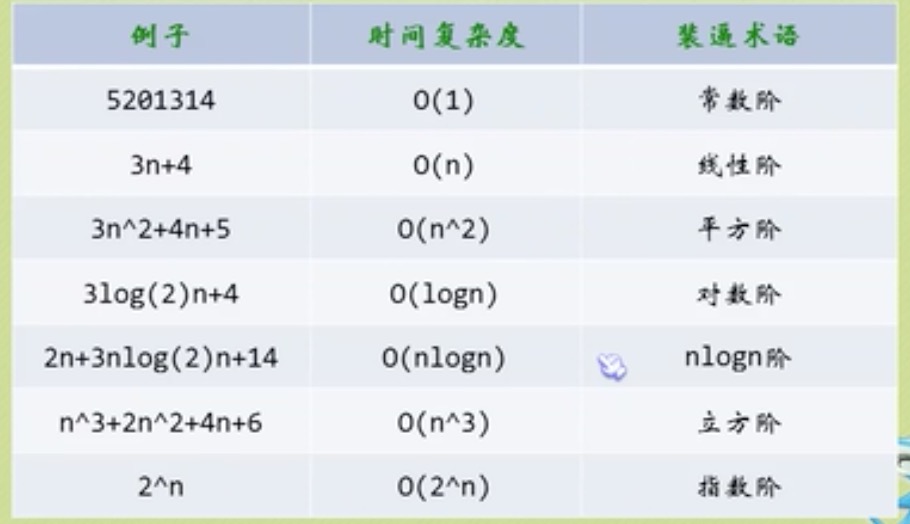 例子 时间复杂度 装逼术语
5201314 O(1) 常数阶
3n+4 O(n) 线性阶
3n^2+4n+5 O(n^2) 平方阶
3log(2)n+4 O(logn) 对数阶
2n+3nlog(2)n+14 O(nlogn) nlogn阶
n^3+2n^2+4n+6 O(n^3) 立方阶
2^n O(2^n) 指数阶